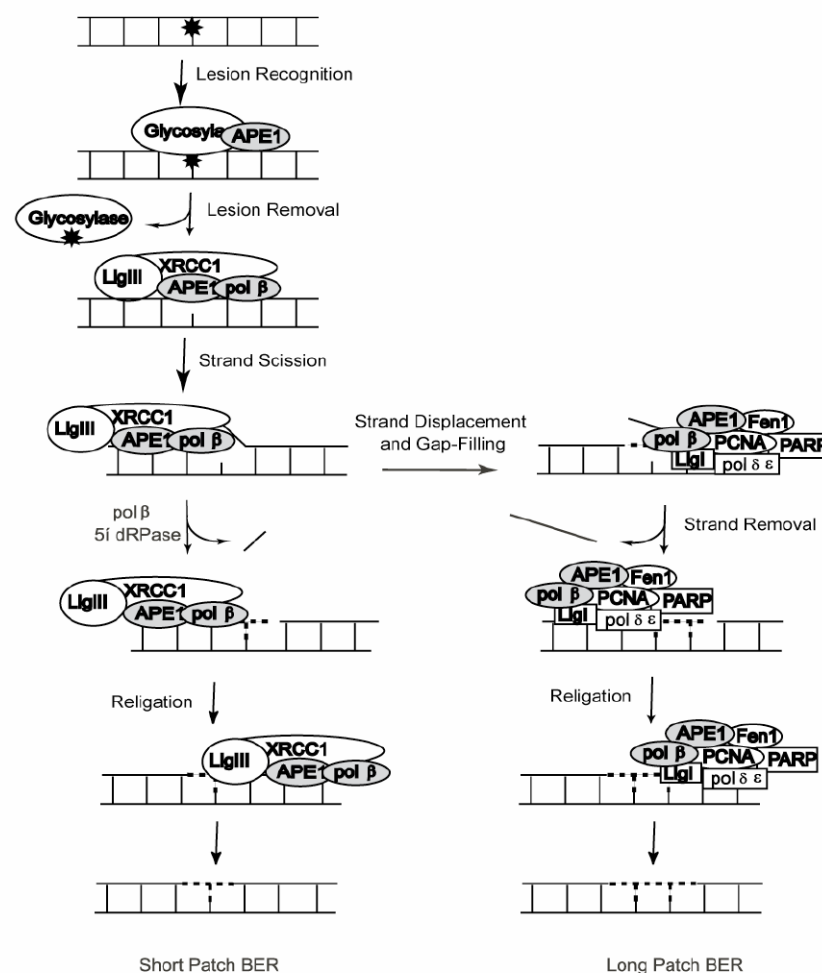 Lesion Recognition
Glycosyla APE1
Lesion Removal
Glycosylase
XRCC1
LigIII
APE1 pol β
Strand Scission
XRCC1
LigIII
APE1 pol β
Strand Displacement
and Gap-Filling
APE1 Fen1
pol β PCNA PARP
LigI
pol δ ε
pol β
5í dRPase
Strand Removal
XRCC1
LigIII
APE1 pol β
APE1 Fen1
pol β PCNA PARP
LigI
pol δ ε
Religation
Religation
XRCC1
LigIII
APE1 pol β
APE1 Fen1
pol β PCNA PARP
LigI
pol δ ε
Short Patch BER
Long Patch BER